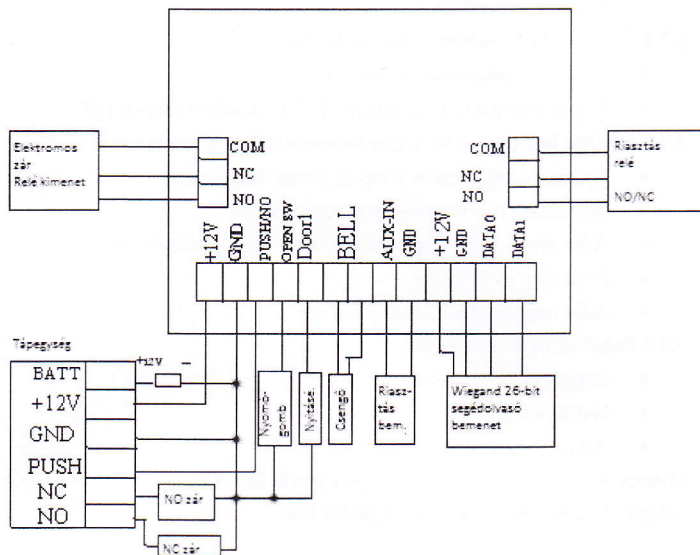 Elektromos
zár
Relé kimenet
COM
NC
NO
COM
NC
NO
Riasztás
relé
NO/NC
+12V
GND
PUSH/NO
OPEN SW
Door1
BELL
AUX-IN
GND
+12V
GND
DATA0
DATA1
Tápegység
BATT
+12V
GND
PUSH
NC
NO
+12V −
Nyomó-
gomb
Nyitásé.
Csengő
Riasz-
tás
bem.
Wiegand 26-bit
segédolvasó
bemenet
NO zár
NC zár